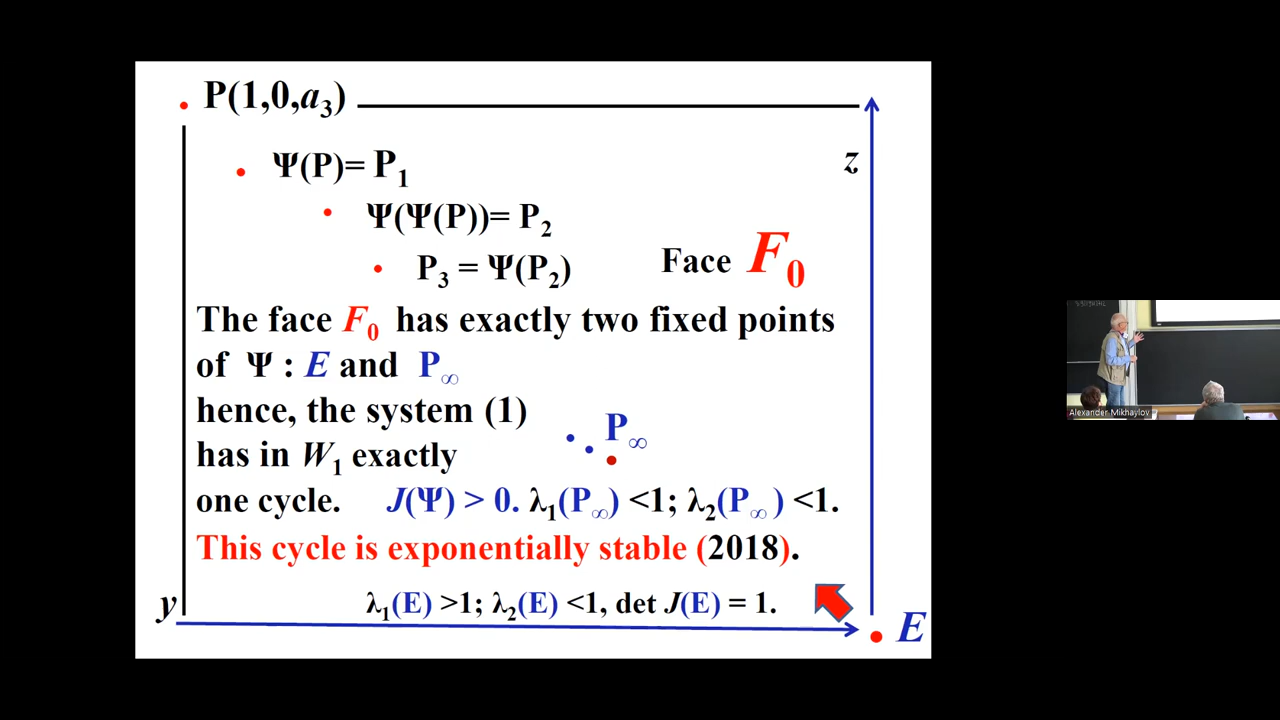 P(1,0,a₃)
Ψ(P)= P₁
z
Ψ(Ψ(P))= P₂
P₃ = Ψ(P₂)
Face F₀
The face F₀ has exactly two fixed points
of Ψ : E and P∞
hence, the system (1)
P∞
has in W₁ exactly
one cycle. J(Ψ) > 0. λ₁(P∞) <1; λ₂(P∞) <1.
This cycle is exponentially stable (2018).
y
λ₁(E) >1; λ₂(E) <1, det J(E) = 1.
E
Alexander Mikhaylov